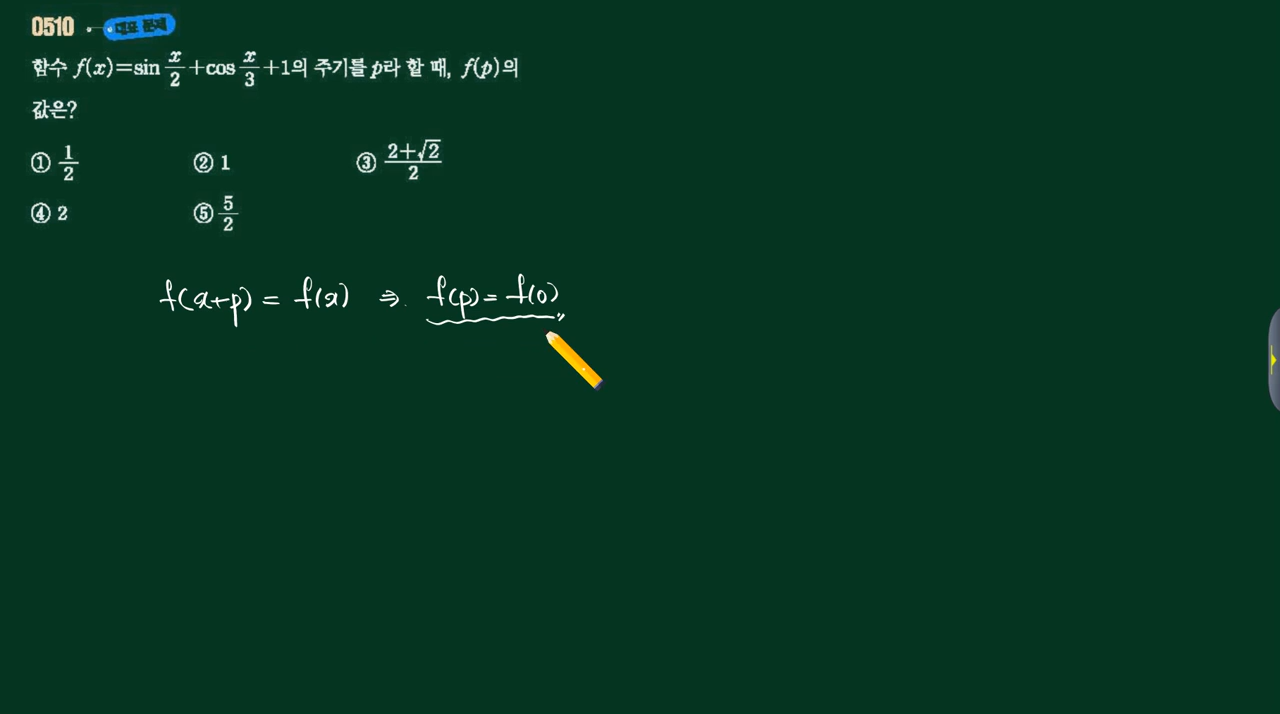 0510 대표 문제
함수 f(x)=sin x/2+cos x/3+1의 주기를 p라 할 때, f(p)의
값은?
① 1/2 ② 1 ③ (2+√2)/2
④ 2 ⑤ 5/2
f(x+p) = f(x) ⇒ f(p) = f(0)